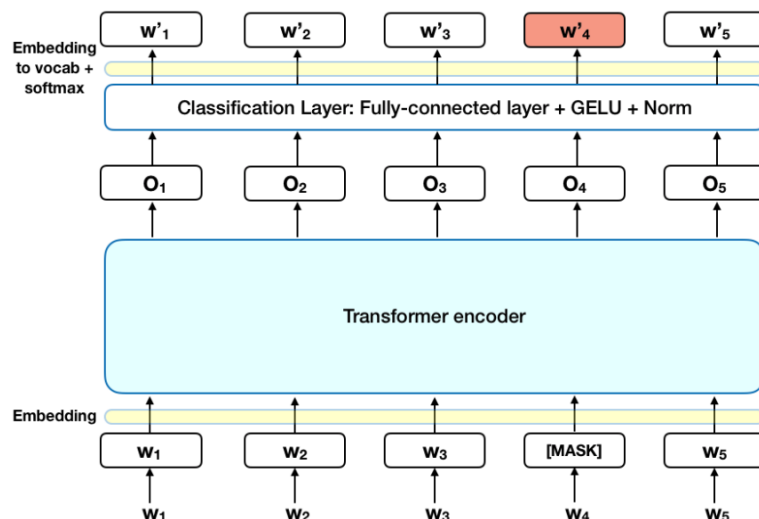 w'₁ w'₂ w'₃ w'₄ w'₅
Embedding
to vocab +
softmax
Classification Layer: Fully-connected layer + GELU + Norm
O₁ O₂ O₃ O₄ O₅
Transformer encoder
Embedding
w₁ w₂ w₃ [MASK] w₅
w₁ w₂ w₃ w₄ w₅